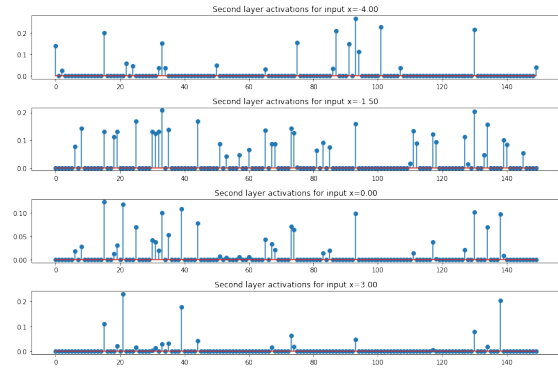 Second layer activations for input x=-4.00
0.2
0.1
0.0
0 20 40 60 80 100 120 140
Second layer activations for input x=-1.50
0.2
0.1
0.0
0 20 40 60 80 100 120 140
Second layer activations for input x=0.00
0.10
0.05
0.00
0 20 40 60 80 100 120 140
Second layer activations for input x=3.00
0.2
0.1
0.0
0 20 40 60 80 100 120 140